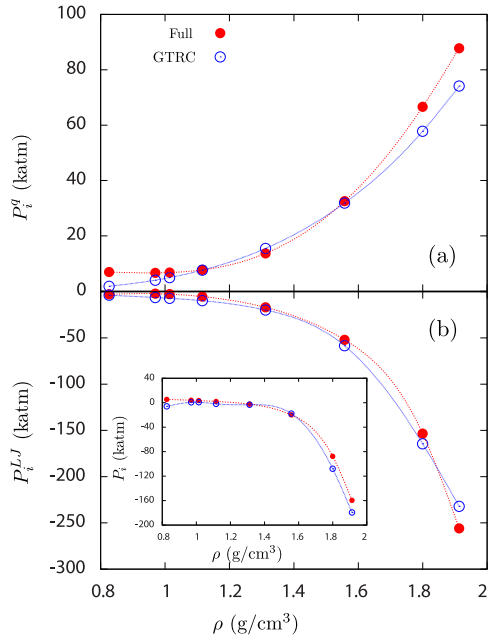 Full
GTRC
100
80
60
40
20
0
P_i^q (katm)
(a)
(b)
-50
-100
-150
-200
-250
-300
P_i^{LJ} (katm)
40
0
-40
-80
-120
-160
-200
P_i (katm)
0.8 1 1.2 1.4 1.6 1.8 2
ρ (g/cm³)
0.8 1 1.2 1.4 1.6 1.8 2
ρ (g/cm³)